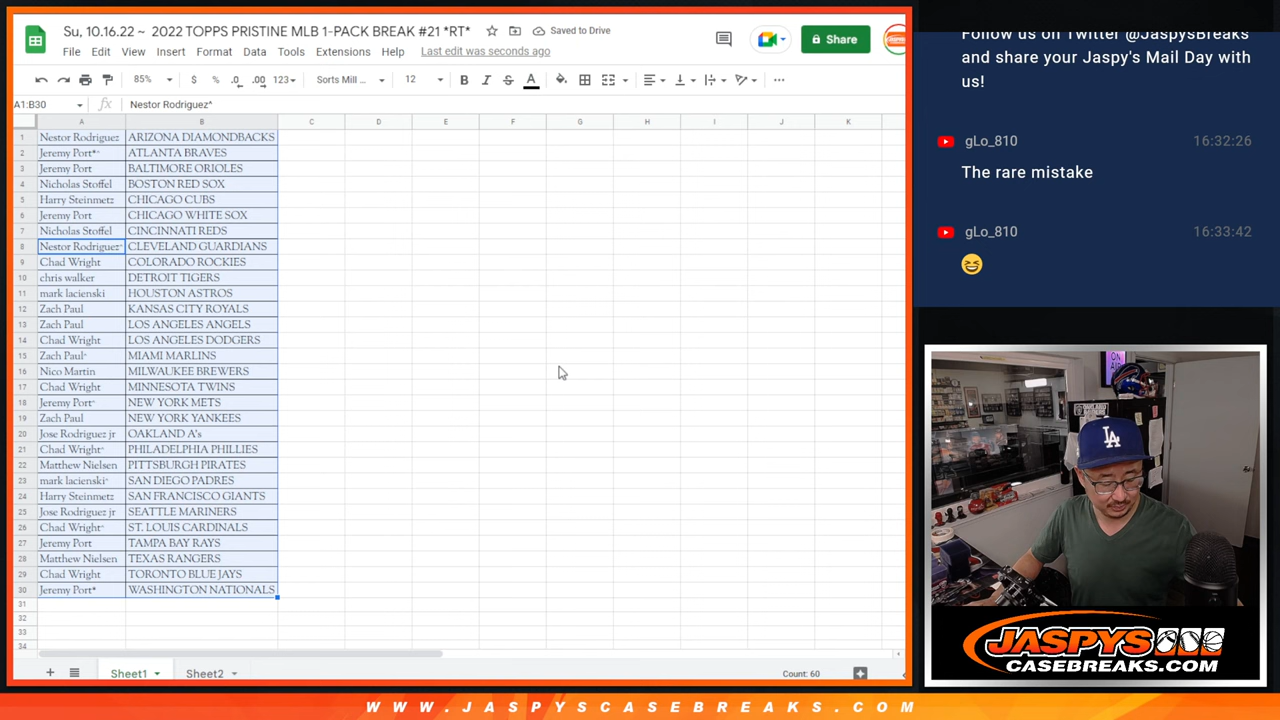 Su, 10.16.22 ~ 2022 TOPPS PRISTINE MLB 1-PACK BREAK #21 *RT*
Saved to Drive
File Edit View Insert Format Data Tools Extensions Help Last edit was seconds ago
Share
85% $ % .0 .00 123 Sorts Mill ... 12 B I S A
A1:B30 fx Nestor Rodriguez^
A B C D E F G H I J K
1 Nestor Rodriguez ARIZONA DIAMONDBACKS
2 Jeremy Port*^ ATLANTA BRAVES
3 Jeremy Port BALTIMORE ORIOLES
4 Nicholas Stoffel BOSTON RED SOX
5 Harry Steinmetz CHICAGO CUBS
6 Jeremy Port CHICAGO WHITE SOX
7 Nicholas Stoffel CINCINNATI REDS
8 Nestor Rodriguez^ CLEVELAND GUARDIANS
9 Chad Wright COLORADO ROCKIES
10 chris walker DETROIT TIGERS
11 mark lacienski HOUSTON ASTROS
12 Zach Paul KANSAS CITY ROYALS
13 Zach Paul LOS ANGELES ANGELS
14 Chad Wright LOS ANGELES DODGERS
15 Zach Paul^ MIAMI MARLINS
16 Nico Martin MILWAUKEE BREWERS
17 Chad Wright MINNESOTA TWINS
18 Jeremy Port^ NEW YORK METS
19 Zach Paul NEW YORK YANKEES
20 Jose Rodriguez jr OAKLAND A's
21 Chad Wright^ PHILADELPHIA PHILLIES
22 Matthew Nielsen PITTSBURGH PIRATES
23 mark lacienski^ SAN DIEGO PADRES
24 Harry Steinmetz SAN FRANCISCO GIANTS
25 Jose Rodriguez jr SEATTLE MARINERS
26 Chad Wright^ ST. LOUIS CARDINALS
27 Jeremy Port TAMPA BAY RAYS
28 Matthew Nielsen TEXAS RANGERS
29 Chad Wright TORONTO BLUE JAYS
30 Jeremy Port* WASHINGTON NATIONALS
31
32
33
34
Sheet1 Sheet2 Count: 60
Follow us on Twitter @JaspysBreaks
and share your Jaspy's Mail Day with
us!
gLo_810 16:32:26
The rare mistake
gLo_810 16:33:42
ON
AIR
LA
JASPYS
CASEBREAKS.COM
WWW.JASPYSCASEBREAKS.COM